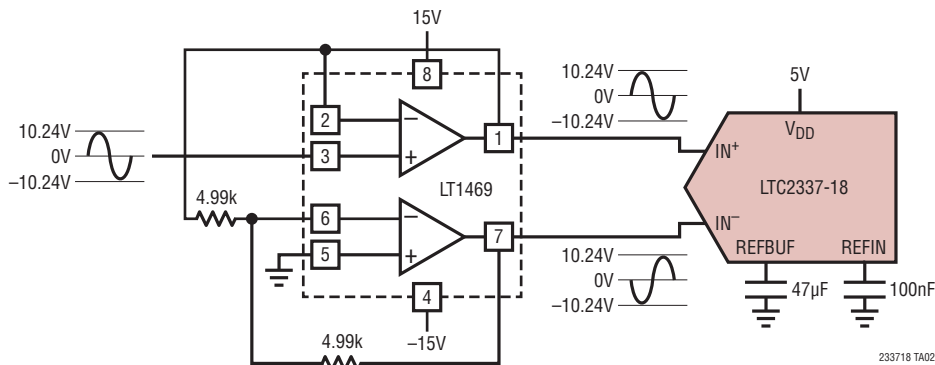 15V
8
2
3
1
LT1469
6
5
7
4
−15V
10.24V
0V
−10.24V
4.99k
4.99k
10.24V
0V
−10.24V
10.24V
0V
−10.24V
5V
VDD
IN+
LTC2337-18
IN−
REFBUF REFIN
47µF
100nF
−
+
−
+
233718 TA02